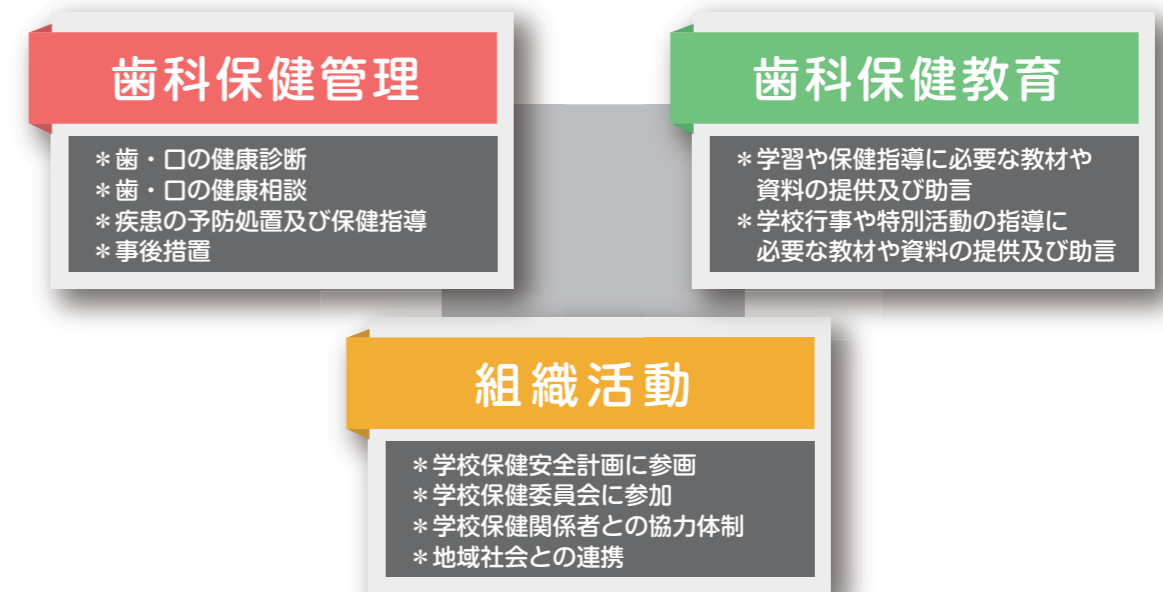 歯科保健管理
＊歯・口の健康診断
＊歯・口の健康相談
＊疾患の予防処置及び保健指導
＊事後措置
歯科保健教育
＊学習や保健指導に必要な教材や
資料の提供及び助言
＊学校行事や特別活動の指導に
必要な教材や資料の提供及び助言
組織活動
＊学校保健安全計画に参画
＊学校保健委員会に参加
＊学校保健関係者との協力体制
＊地域社会との連携